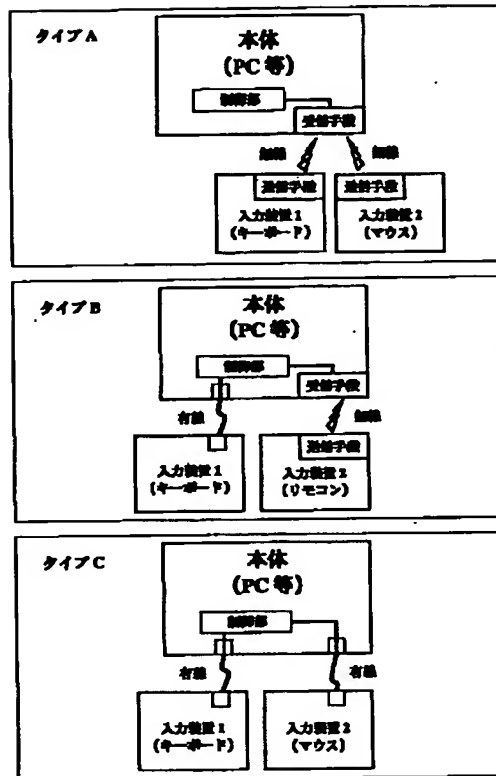 タイプA
本体
(PC等)
制御部
受信手段
無線
無線
送信手段
送信手段
入力装置1
(キーボード)
入力装置2
(マウス)
タイプB
本体
(PC等)
制御部
受信手段
有線
無線
送信手段
入力装置1
(キーボード)
入力装置2
(リモコン)
タイプC
本体
(PC等)
制御部
有線
有線
入力装置1
(キーボード)
入力装置2
(マウス)